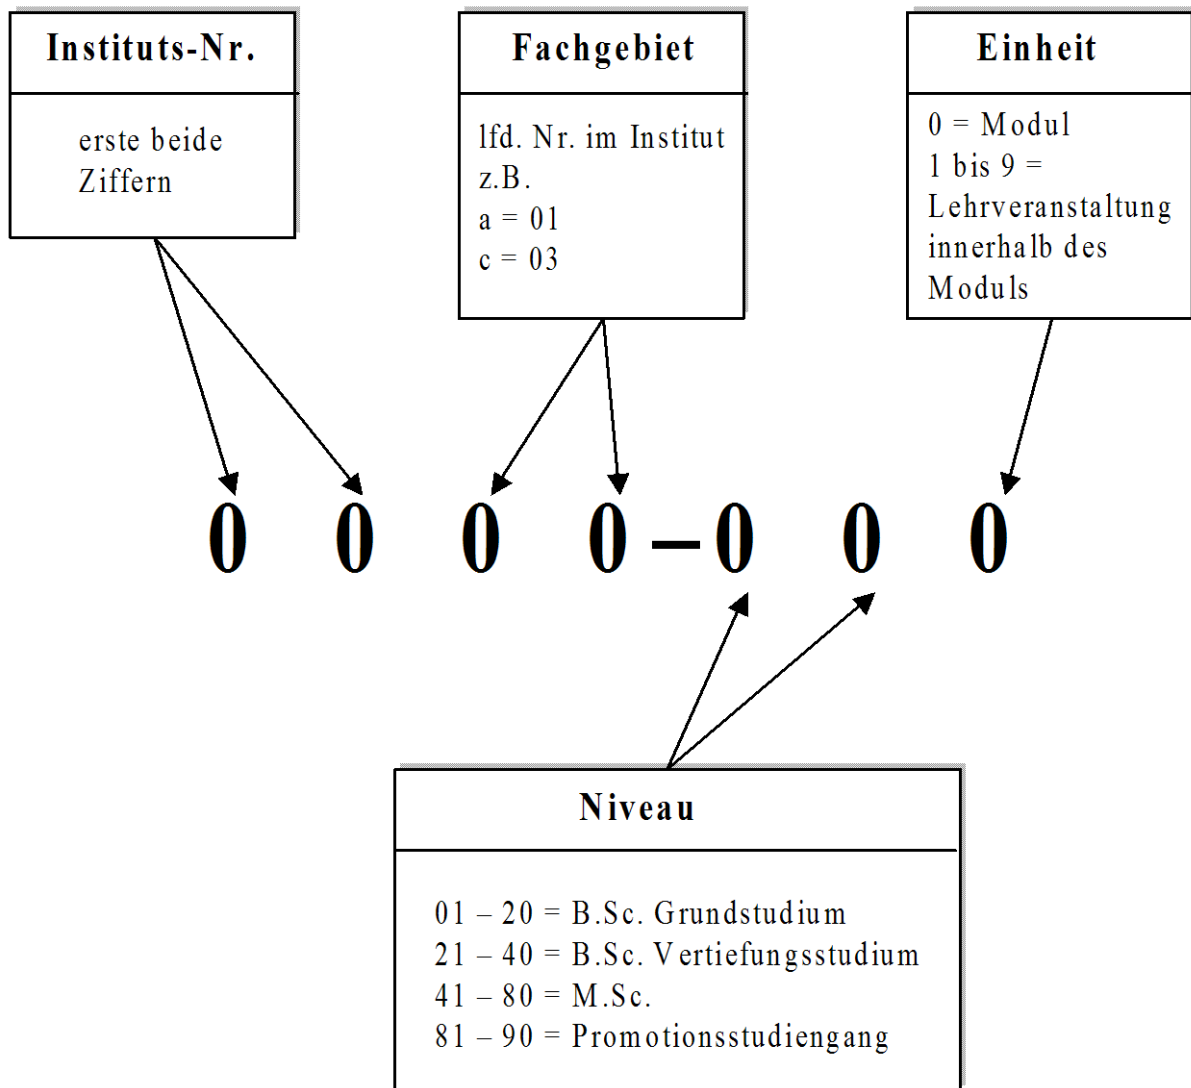 Instituts-Nr.
erste beide
Ziffern
Fachgebiet
lfd. Nr. im Institut
z.B.
a = 01
c = 03
Einheit
0 = Modul
1 bis 9 =
Lehrveranstaltung
innerhalb des
Moduls
0 0 0 0 – 0 0 0
Niveau
01 – 20 = B.Sc. Grundstudium
21 – 40 = B.Sc. Vertiefungsstudium
41 – 80 = M.Sc.
81 – 90 = Promotionsstudiengang